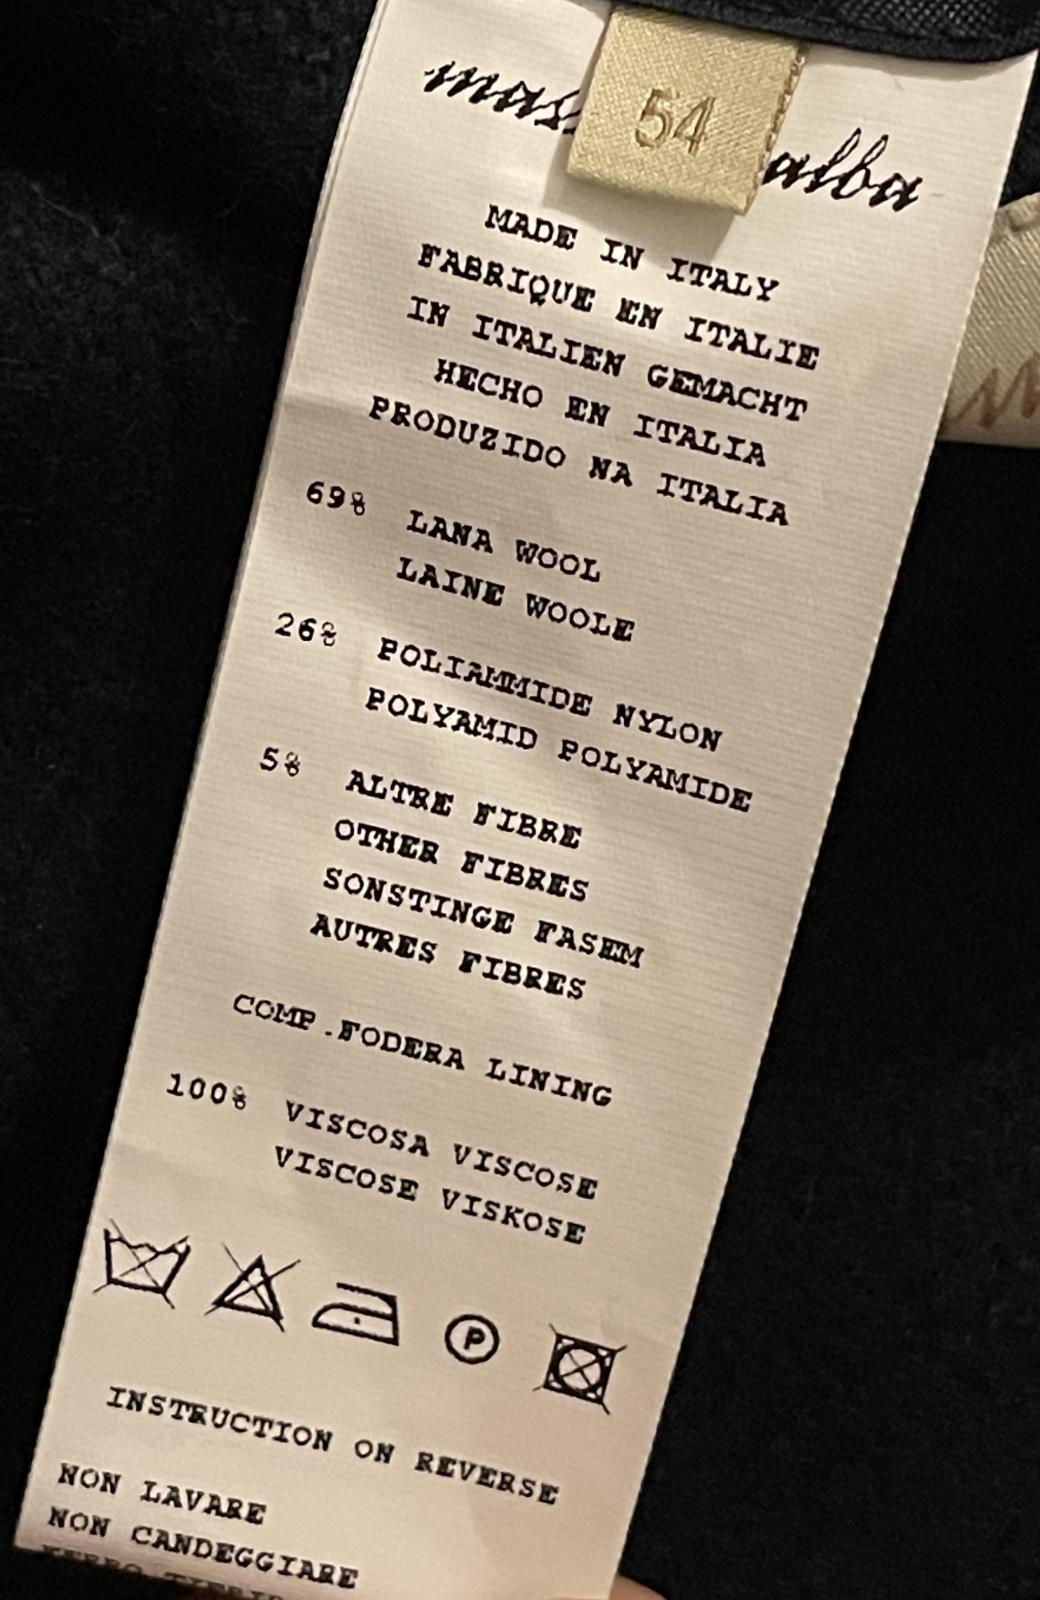 54
alba
MADE IN ITALY
FABRIQUE EN ITALIE
IN ITALIEN GEMACHT
HECHO EN ITALIA
PRODUZIDO NA ITALIA
69% LANA WOOL
LAINE WOOLE
26% POLIAMMIDE NYLON
POLYAMID POLYAMIDE
5% ALTRE FIBRE
OTHER FIBRES
SONSTINGE FASEM
AUTRES FIBRES
COMP.FODERA LINING
100% VISCOSA VISCOSE
VISCOSE VISKOSE
P
INSTRUCTION ON REVERSE
NON LAVARE
NON CANDEGGIARE